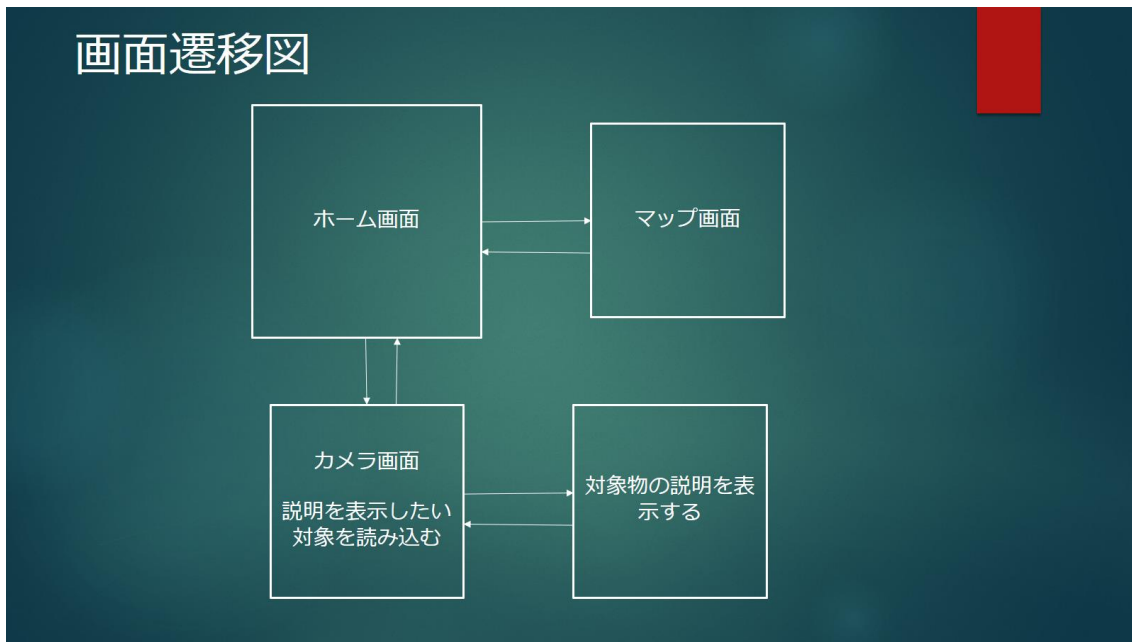 画面遷移図
ホーム画面
マップ画面
カメラ画面
説明を表示したい
対象を読み込む
対象物の説明を表
示する